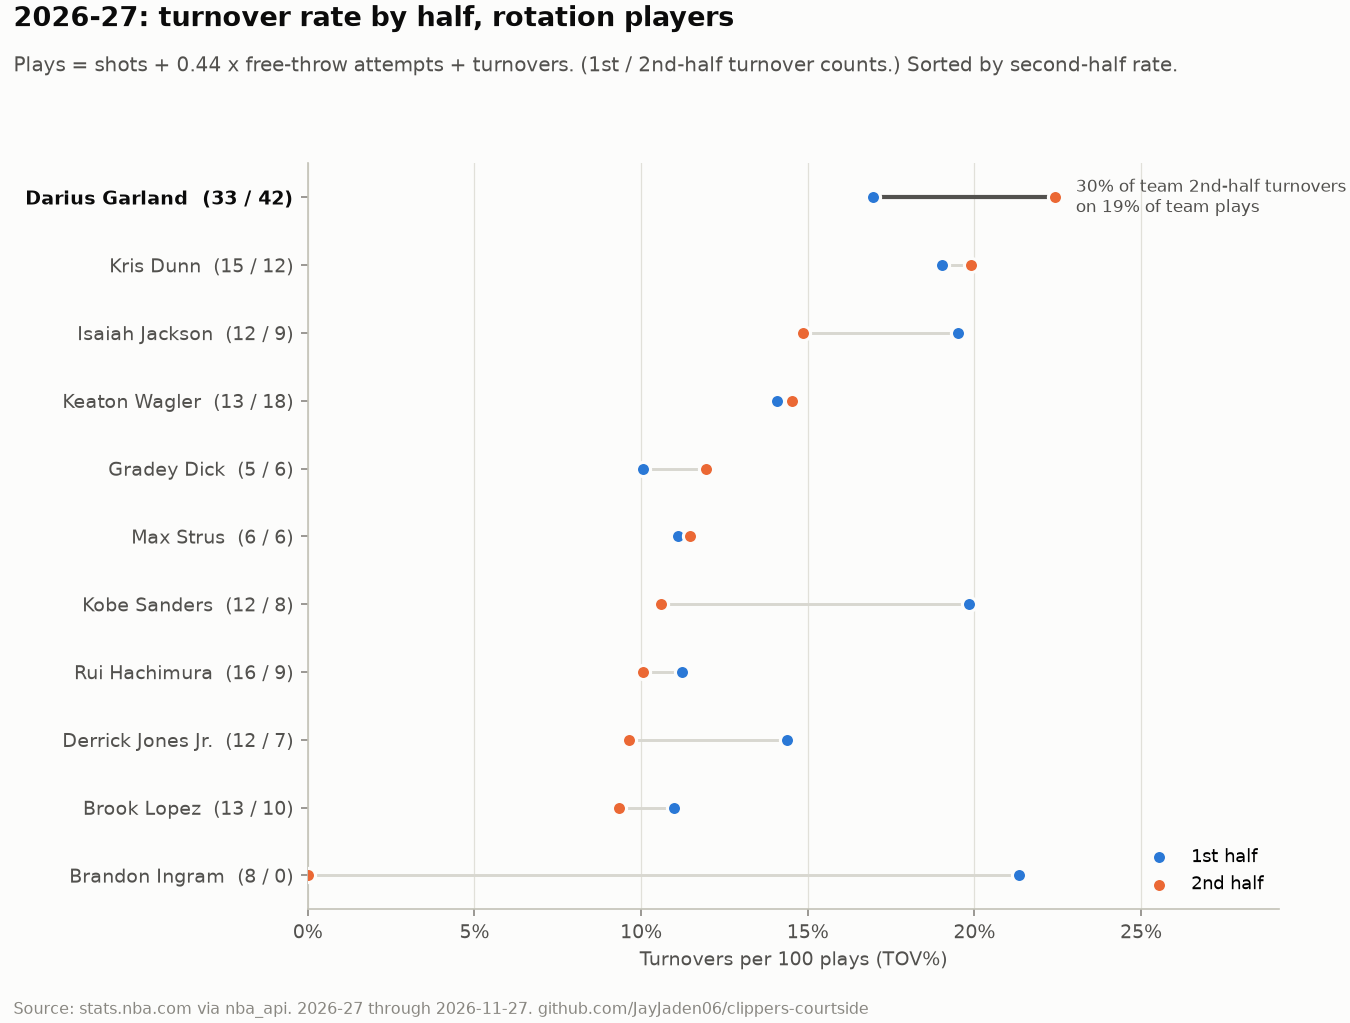 2026-27: turnover rate by half, rotation players
Plays = shots + 0.44 x free-throw attempts + turnovers. (1st / 2nd-half turnover counts.) Sorted by second-half rate.
Darius Garland (33 / 42)
30% of team 2nd-half turnovers
on 19% of team plays
Kris Dunn (15 / 12)
Isaiah Jackson (12 / 9)
Keaton Wagler (13 / 18)
Gradey Dick (5 / 6)
Max Strus (6 / 6)
Kobe Sanders (12 / 8)
Rui Hachimura (16 / 9)
Derrick Jones Jr. (12 / 7)
Brook Lopez (13 / 10)
Brandon Ingram (8 / 0)
1st half
2nd half
0% 5% 10% 15% 20% 25%
Turnovers per 100 plays (TOV%)
Source: stats.nba.com via nba_api. 2026-27 through 2026-11-27. github.com/JayJaden06/clippers-courtside